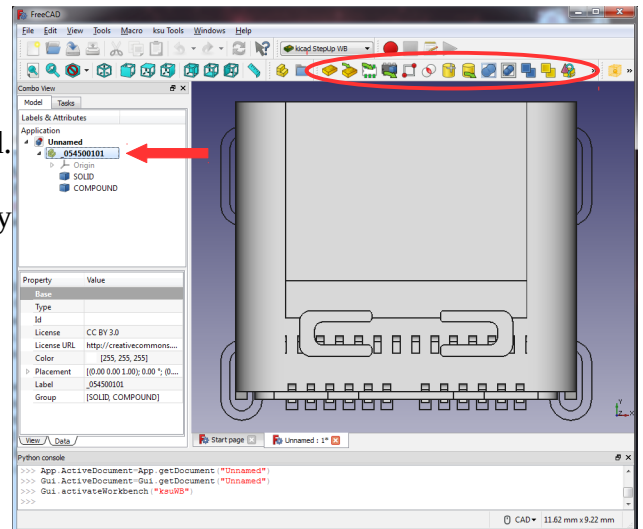 FreeCAD
File Edit View Tools Macro ksu Tools Windows Help
kicad StepUp WB
Combo View
Model Tasks
Labels & Attributes
Application
Unnamed
_054500101
Origin
SOLID
COMPOUND
l.
y
Property Value
Base
Type
Id
License CC BY 3.0
License URL http://creativecommons....
Color [255, 255, 255]
Placement [(0.00 0.00 1.00); 0.00 °; (0....
Label _054500101
Group [SOLID, COMPOUND]
View Data
Start page Unnamed : 1*
Y
Z X
Python console
>>> App.ActiveDocument=App.getDocument("Unnamed")
>>> Gui.ActiveDocument=Gui.getDocument("Unnamed")
>>> Gui.activateWorkbench("ksuWB")
>>>
CAD 11.62 mm x 9.22 mm